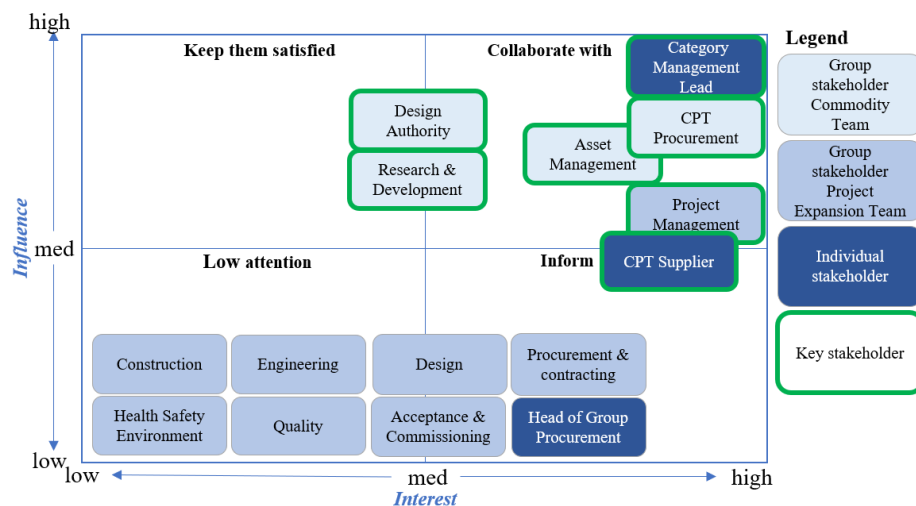 high
Keep them satisfied
Collaborate with
Category
Management
Lead
Design
Authority
CPT
Procurement
Asset
Management
Research &
Development
Project
Management
Influence
med
Low attention
Inform
CPT Supplier
Construction
Engineering
Design
Procurement &
contracting
Health Safety
Environment
Quality
Acceptance &
Commissioning
Head of Group
Procurement
low
low
med
high
Interest
Legend
Group
stakeholder
Commodity
Team
Group
stakeholder
Project
Expansion Team
Individual
stakeholder
Key stakeholder